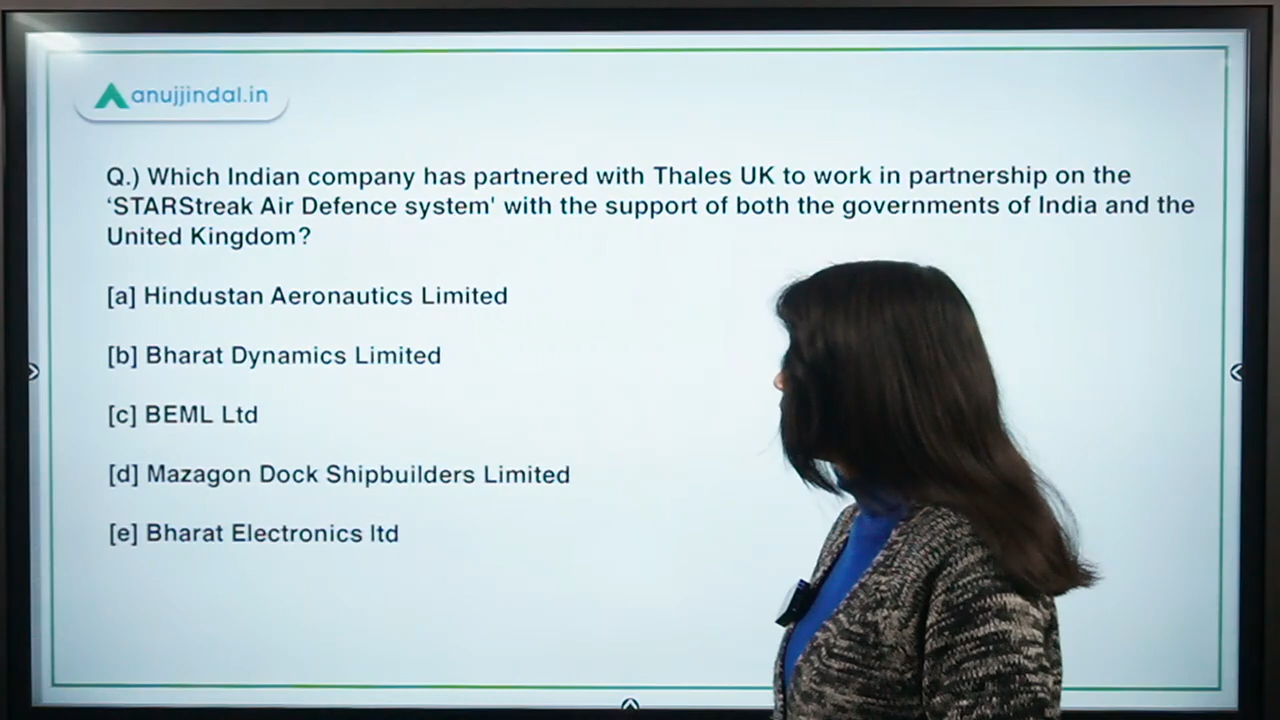 anujjindal.in
Q.) Which Indian company has partnered with Thales UK to work in partnership on the
‘STARStreak Air Defence system' with the support of both the governments of India and the
United Kingdom?
[a] Hindustan Aeronautics Limited
[b] Bharat Dynamics Limited
[c] BEML Ltd
[d] Mazagon Dock Shipbuilders Limited
[e] Bharat Electronics ltd